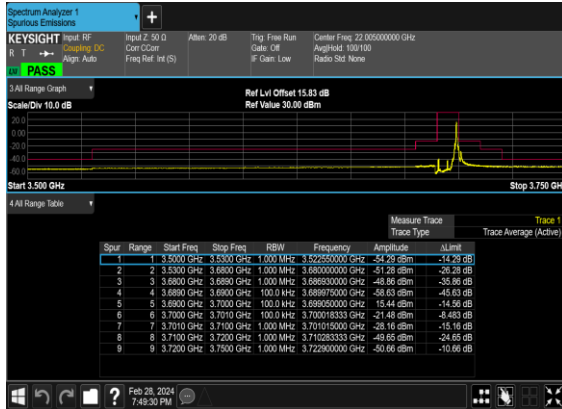 Spectrum Analyzer 1
Spurious Emissions
+
KEYSIGHT Input: RF Input Z: 50 Ω Atten: 20 dB Trig: Free Run Center Freq: 22.005000000 GHz
R T Coupling: DC Corr CCorr Gate: Off Avg|Hold: 100/100
Align: Auto Freq Ref: Int (S) IF Gain: Low Radio Std: None
PASS
3 All Range Graph
Ref Lvl Offset 15.83 dB
Scale/Div 10.0 dB Ref Value 30.00 dBm
20.0
0.00
-20.0
-40.0
-60.0
Start 3.500 GHz Stop 3.750 GHz
4 All Range Table
Measure Trace Trace 1
Trace Type Trace Average (Active)
Spur Range Start Freq Stop Freq RBW Frequency Amplitude ΔLimit
1 1 3.5000 GHz 3.5300 GHz 1.000 MHz 3.522550000 GHz -54.29 dBm -14.29 dB
2 2 3.5300 GHz 3.6800 GHz 1.000 MHz 3.680000000 GHz -51.28 dBm -26.28 dB
3 3 3.6800 GHz 3.6890 GHz 1.000 MHz 3.686930000 GHz -48.86 dBm -35.86 dB
4 4 3.6890 GHz 3.6900 GHz 100.0 kHz 3.689975000 GHz -58.63 dBm -45.63 dB
5 5 3.6900 GHz 3.7000 GHz 100.0 kHz 3.699050000 GHz 15.44 dBm -14.56 dB
6 6 3.7000 GHz 3.7010 GHz 100.0 kHz 3.700018333 GHz -21.48 dBm -8.483 dB
7 7 3.7010 GHz 3.7100 GHz 1.000 MHz 3.701015000 GHz -28.16 dBm -15.16 dB
8 8 3.7100 GHz 3.7200 GHz 1.000 MHz 3.710283333 GHz -49.65 dBm -24.65 dB
9 9 3.7200 GHz 3.7500 GHz 1.000 MHz 3.722900000 GHz -50.66 dBm -10.66 dB
? Feb 28, 2024
7:49:30 PM